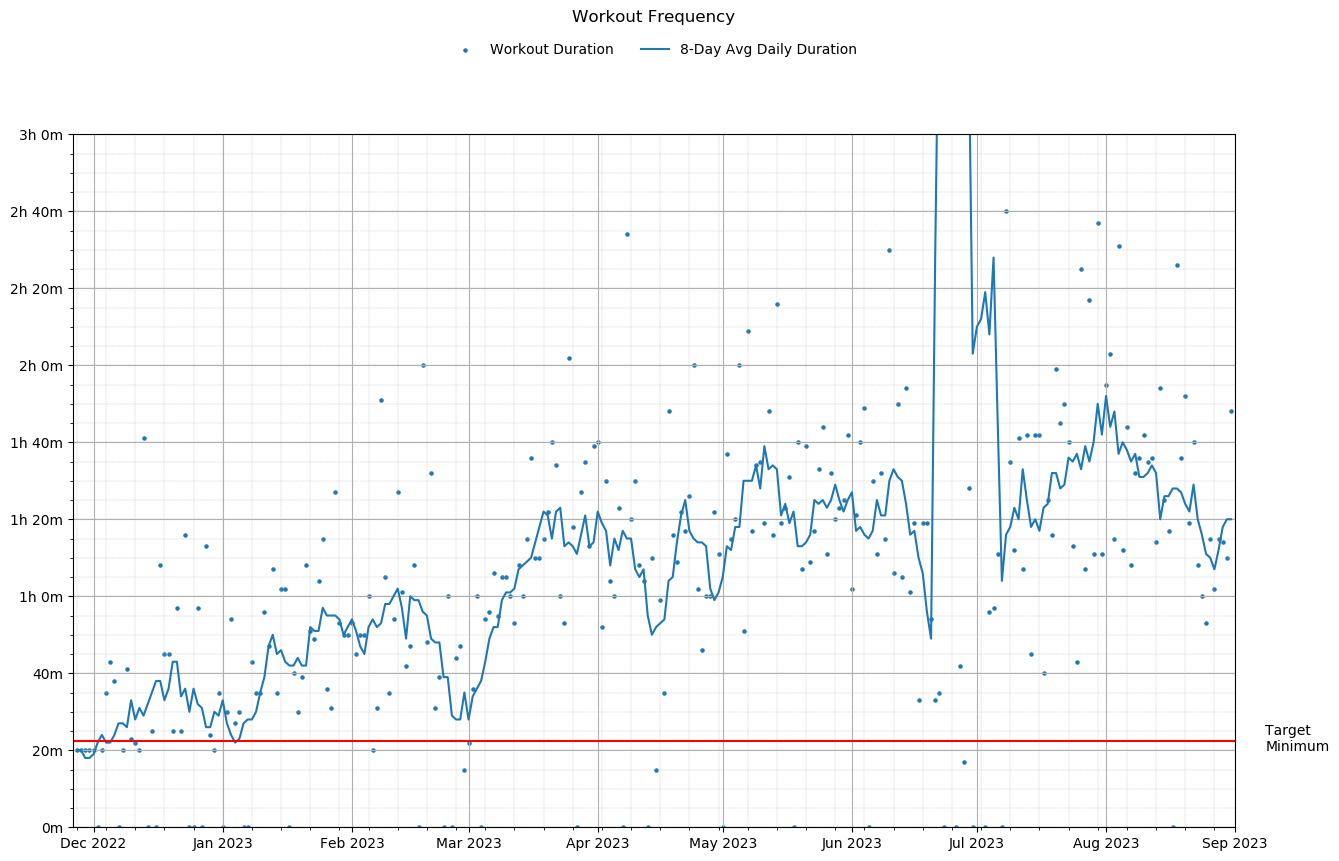 Workout Frequency
Workout Duration
8-Day Avg Daily Duration
3h 0m
2h 40m
2h 20m
2h 0m
1h 40m
1h 20m
1h 0m
40m
20m
0m
Target
Minimum
Dec 2022
Jan 2023
Feb 2023
Mar 2023
Apr 2023
May 2023
Jun 2023
Jul 2023
Aug 2023
Sep 2023